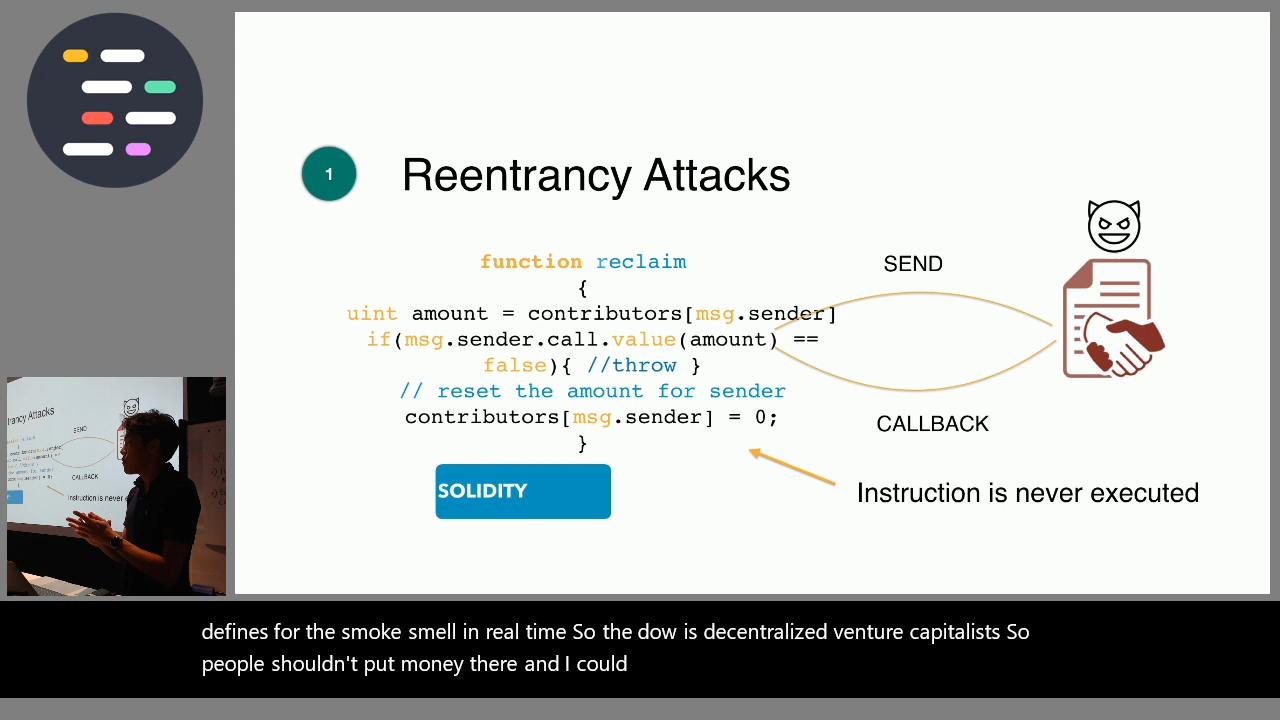 1
Reentrancy Attacks
function reclaim
{
uint amount = contributors[msg.sender]
if(msg.sender.call.value(amount) ==
false){ //throw }
// reset the amount for sender
contributors[msg.sender] = 0;
}
SOLIDITY
SEND
CALLBACK
Instruction is never executed
defines for the smoke smell in real time So the dow is decentralized venture capitalists So
people shouldn't put money there and I could